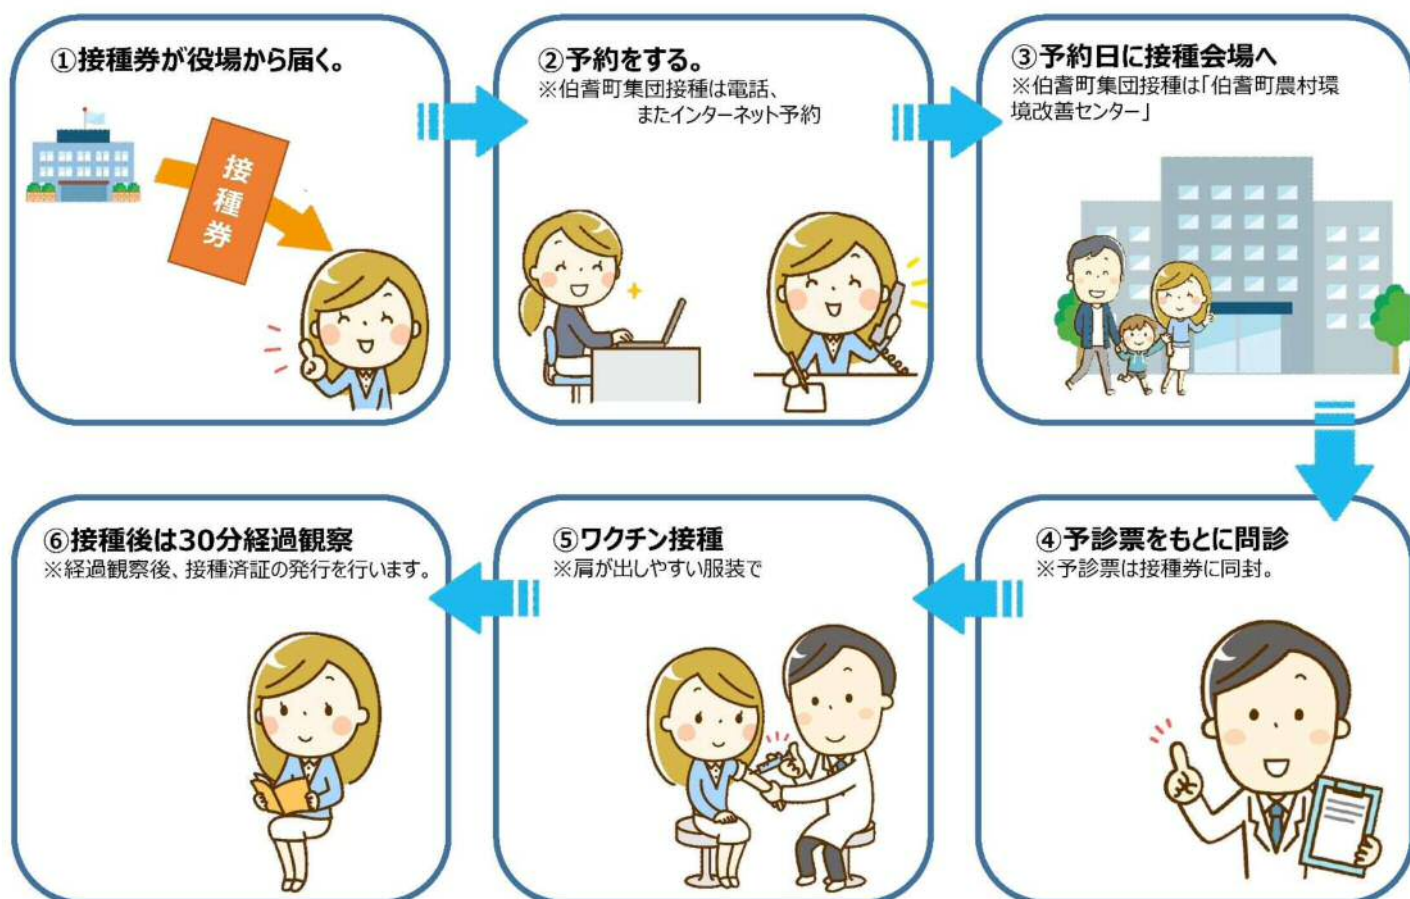 ①接種券が役場から届く。
接種券
②予約をする。
※伯耆町集団接種は電話、
またインターネット予約
③予約日に接種会場へ
※伯耆町集団接種は「伯耆町農村環
境改善センター」
④予診票をもとに問診
※予診票は接種券に同封。
⑤ワクチン接種
※肩が出しやすい服装で
⑥接種後は30分経過観察
※経過観察後、接種済証の発行を行います。